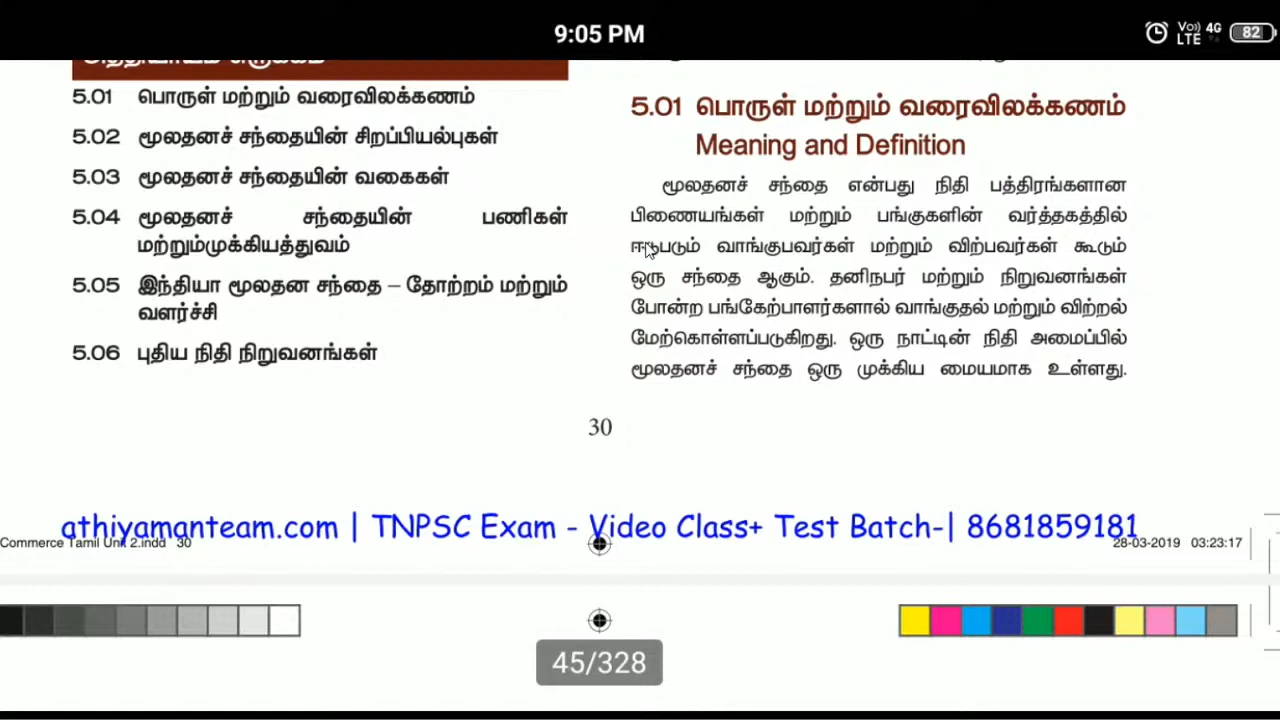 9:05 PM
Vo)) LTE 4G 82
5.01 பொருள் மற்றும் வரைவிலக்கணம்
5.02 மூலதனச் சந்தையின் சிறப்பியல்புகள்
5.03 மூலதனச் சந்தையின் வகைகள்
5.04 மூலதனச் சந்தையின் பணிகள்
மற்றும்முக்கியத்துவம்
5.05 இந்தியா மூலதன சந்தை – தோற்றம் மற்றும்
வளர்ச்சி
5.06 புதிய நிதி நிறுவனங்கள்
5.01 பொருள் மற்றும் வரைவிலக்கணம்
Meaning and Definition
மூலதனச் சந்தை என்பது நிதி பத்திரங்களான
பிணையங்கள் மற்றும் பங்குகளின் வர்த்தகத்தில்
ஈடுபடும் வாங்குபவர்கள் மற்றும் விற்பவர்கள் கூடும்
ஒரு சந்தை ஆகும். தனிநபர் மற்றும் நிறுவனங்கள்
போன்ற பங்கேற்பாளர்களால் வாங்குதல் மற்றும் விற்றல்
மேற்கொள்ளப்படுகிறது. ஒரு நாட்டின் நிதி அமைப்பில்
மூலதனச் சந்தை ஒரு முக்கிய மையமாக உள்ளது.
30
athiyamanteam.com | TNPSC Exam - Video Class+ Test Batch-| 8681859181
Commerce Tamil Unit 2.indd 30
28-03-2019 03:23:17
45/328